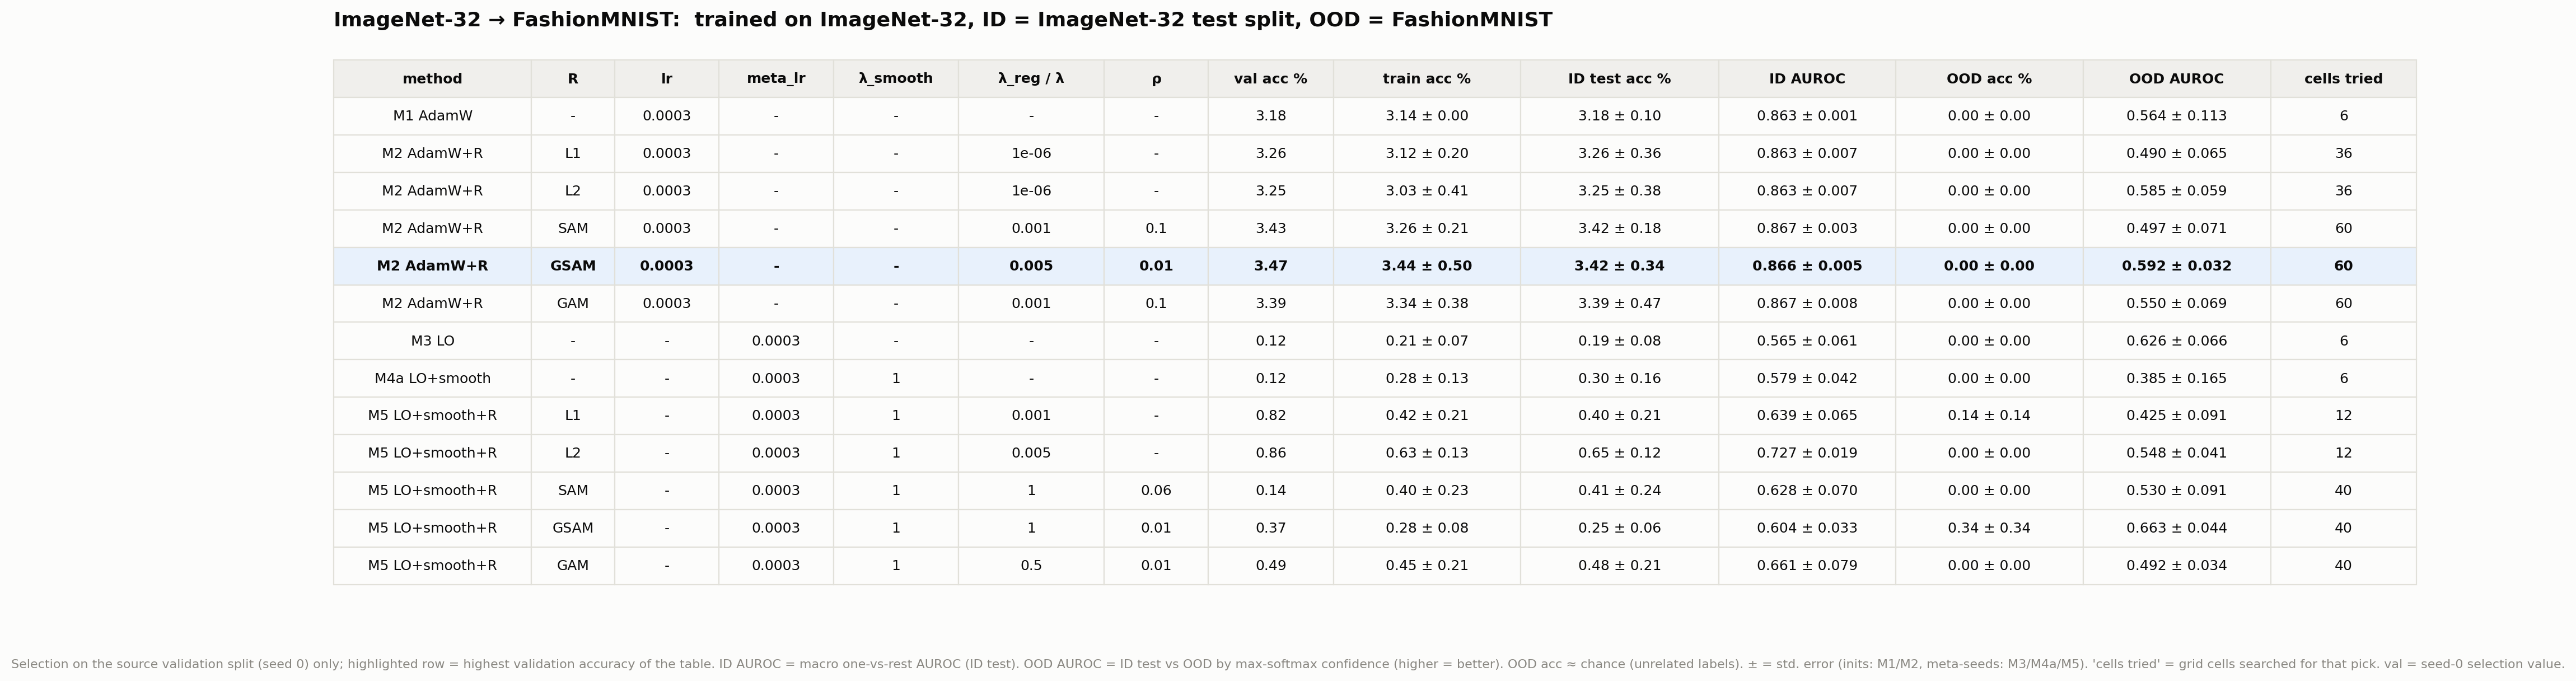 ImageNet-32 → FashionMNIST:  trained on ImageNet-32, ID = ImageNet-32 test split, OOD = FashionMNIST
method R lr meta_lr λ_smooth λ_reg / λ ρ val acc % train acc % ID test acc % ID AUROC OOD acc % OOD AUROC cells tried
M1 AdamW - 0.0003 - - - - 3.18 3.14 ± 0.00 3.18 ± 0.10 0.863 ± 0.001 0.00 ± 0.00 0.564 ± 0.113 6
M2 AdamW+R L1 0.0003 - - 1e-06 - 3.26 3.12 ± 0.20 3.26 ± 0.36 0.863 ± 0.007 0.00 ± 0.00 0.490 ± 0.065 36
M2 AdamW+R L2 0.0003 - - 1e-06 - 3.25 3.03 ± 0.41 3.25 ± 0.38 0.863 ± 0.007 0.00 ± 0.00 0.585 ± 0.059 36
M2 AdamW+R SAM 0.0003 - - 0.001 0.1 3.43 3.26 ± 0.21 3.42 ± 0.18 0.867 ± 0.003 0.00 ± 0.00 0.497 ± 0.071 60
M2 AdamW+R GSAM 0.0003 - - 0.005 0.01 3.47 3.44 ± 0.50 3.42 ± 0.34 0.866 ± 0.005 0.00 ± 0.00 0.592 ± 0.032 60
M2 AdamW+R GAM 0.0003 - - 0.001 0.1 3.39 3.34 ± 0.38 3.39 ± 0.47 0.867 ± 0.008 0.00 ± 0.00 0.550 ± 0.069 60
M3 LO - - 0.0003 - - - 0.12 0.21 ± 0.07 0.19 ± 0.08 0.565 ± 0.061 0.00 ± 0.00 0.626 ± 0.066 6
M4a LO+smooth - - 0.0003 1 - - 0.12 0.28 ± 0.13 0.30 ± 0.16 0.579 ± 0.042 0.00 ± 0.00 0.385 ± 0.165 6
M5 LO+smooth+R L1 - 0.0003 1 0.001 - 0.82 0.42 ± 0.21 0.40 ± 0.21 0.639 ± 0.065 0.14 ± 0.14 0.425 ± 0.091 12
M5 LO+smooth+R L2 - 0.0003 1 0.005 - 0.86 0.63 ± 0.13 0.65 ± 0.12 0.727 ± 0.019 0.00 ± 0.00 0.548 ± 0.041 12
M5 LO+smooth+R SAM - 0.0003 1 1 0.06 0.14 0.40 ± 0.23 0.41 ± 0.24 0.628 ± 0.070 0.00 ± 0.00 0.530 ± 0.091 40
M5 LO+smooth+R GSAM - 0.0003 1 1 0.01 0.37 0.28 ± 0.08 0.25 ± 0.06 0.604 ± 0.033 0.34 ± 0.34 0.663 ± 0.044 40
M5 LO+smooth+R GAM - 0.0003 1 0.5 0.01 0.49 0.45 ± 0.21 0.48 ± 0.21 0.661 ± 0.079 0.00 ± 0.00 0.492 ± 0.034 40
Selection on the source validation split (seed 0) only; highlighted row = highest validation accuracy of the table. ID AUROC = macro one-vs-rest AUROC (ID test). OOD AUROC = ID test vs OOD by max-softmax confidence (higher = better). OOD acc ≈ chance (unrelated labels). ± = std. error (inits: M1/M2, meta-seeds: M3/M4a/M5). 'cells tried' = grid cells searched for that pick. val = seed-0 selection value.